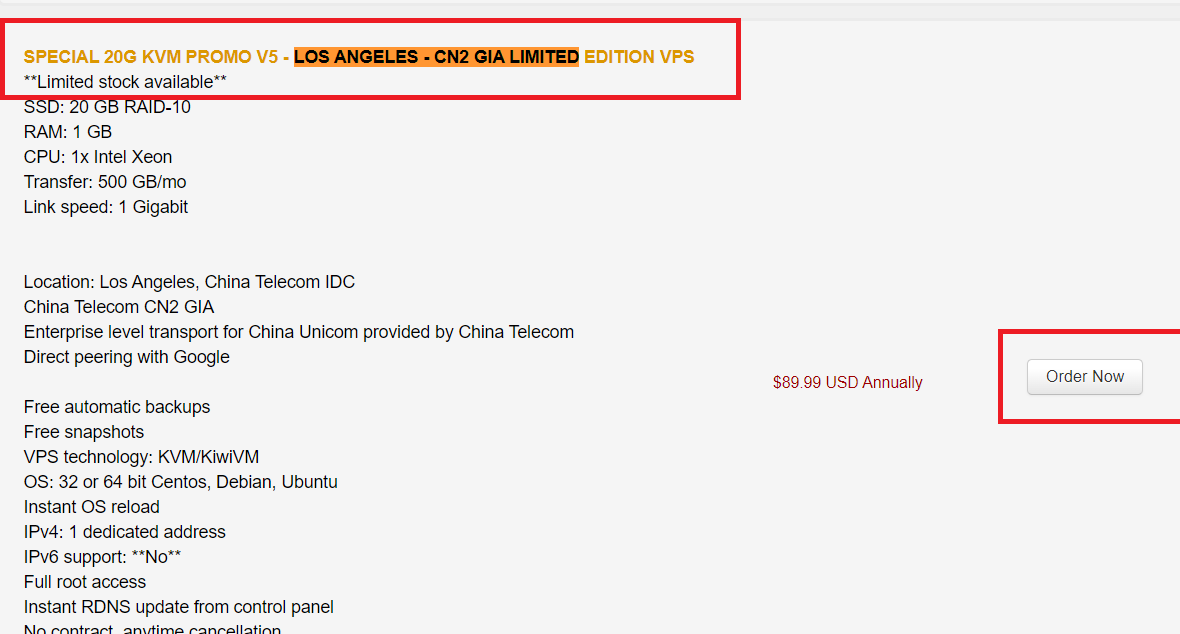 SPECIAL 20G KVM PROMO V5 - LOS ANGELES - CN2 GIA LIMITED EDITION VPS
**Limited stock available**
SSD: 20 GB RAID-10
RAM: 1 GB
CPU: 1x Intel Xeon
Transfer: 500 GB/mo
Link speed: 1 Gigabit
Location: Los Angeles, China Telecom IDC
China Telecom CN2 GIA
Enterprise level transport for China Unicom provided by China Telecom
Direct peering with Google
$89.99 USD Annually
Order Now
Free automatic backups
Free snapshots
VPS technology: KVM/KiwiVM
OS: 32 or 64 bit Centos, Debian, Ubuntu
Instant OS reload
IPv4: 1 dedicated address
IPv6 support: **No**
Full root access
Instant RDNS update from control panel
No contract, anytime cancellation